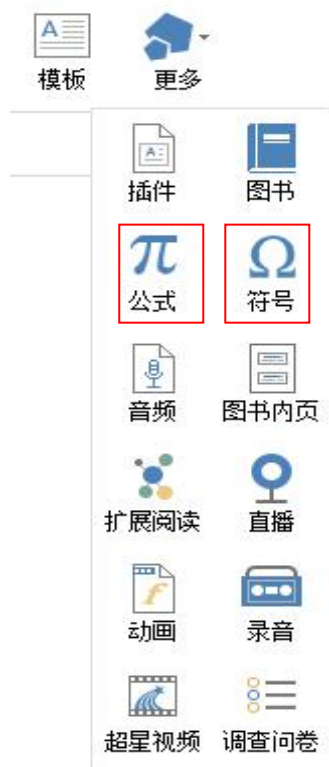 模板 更多
插件 图书
π Ω
公式 符号
音频 图书内页
扩展阅读 直播
动画 录音
超星视频 调查问卷